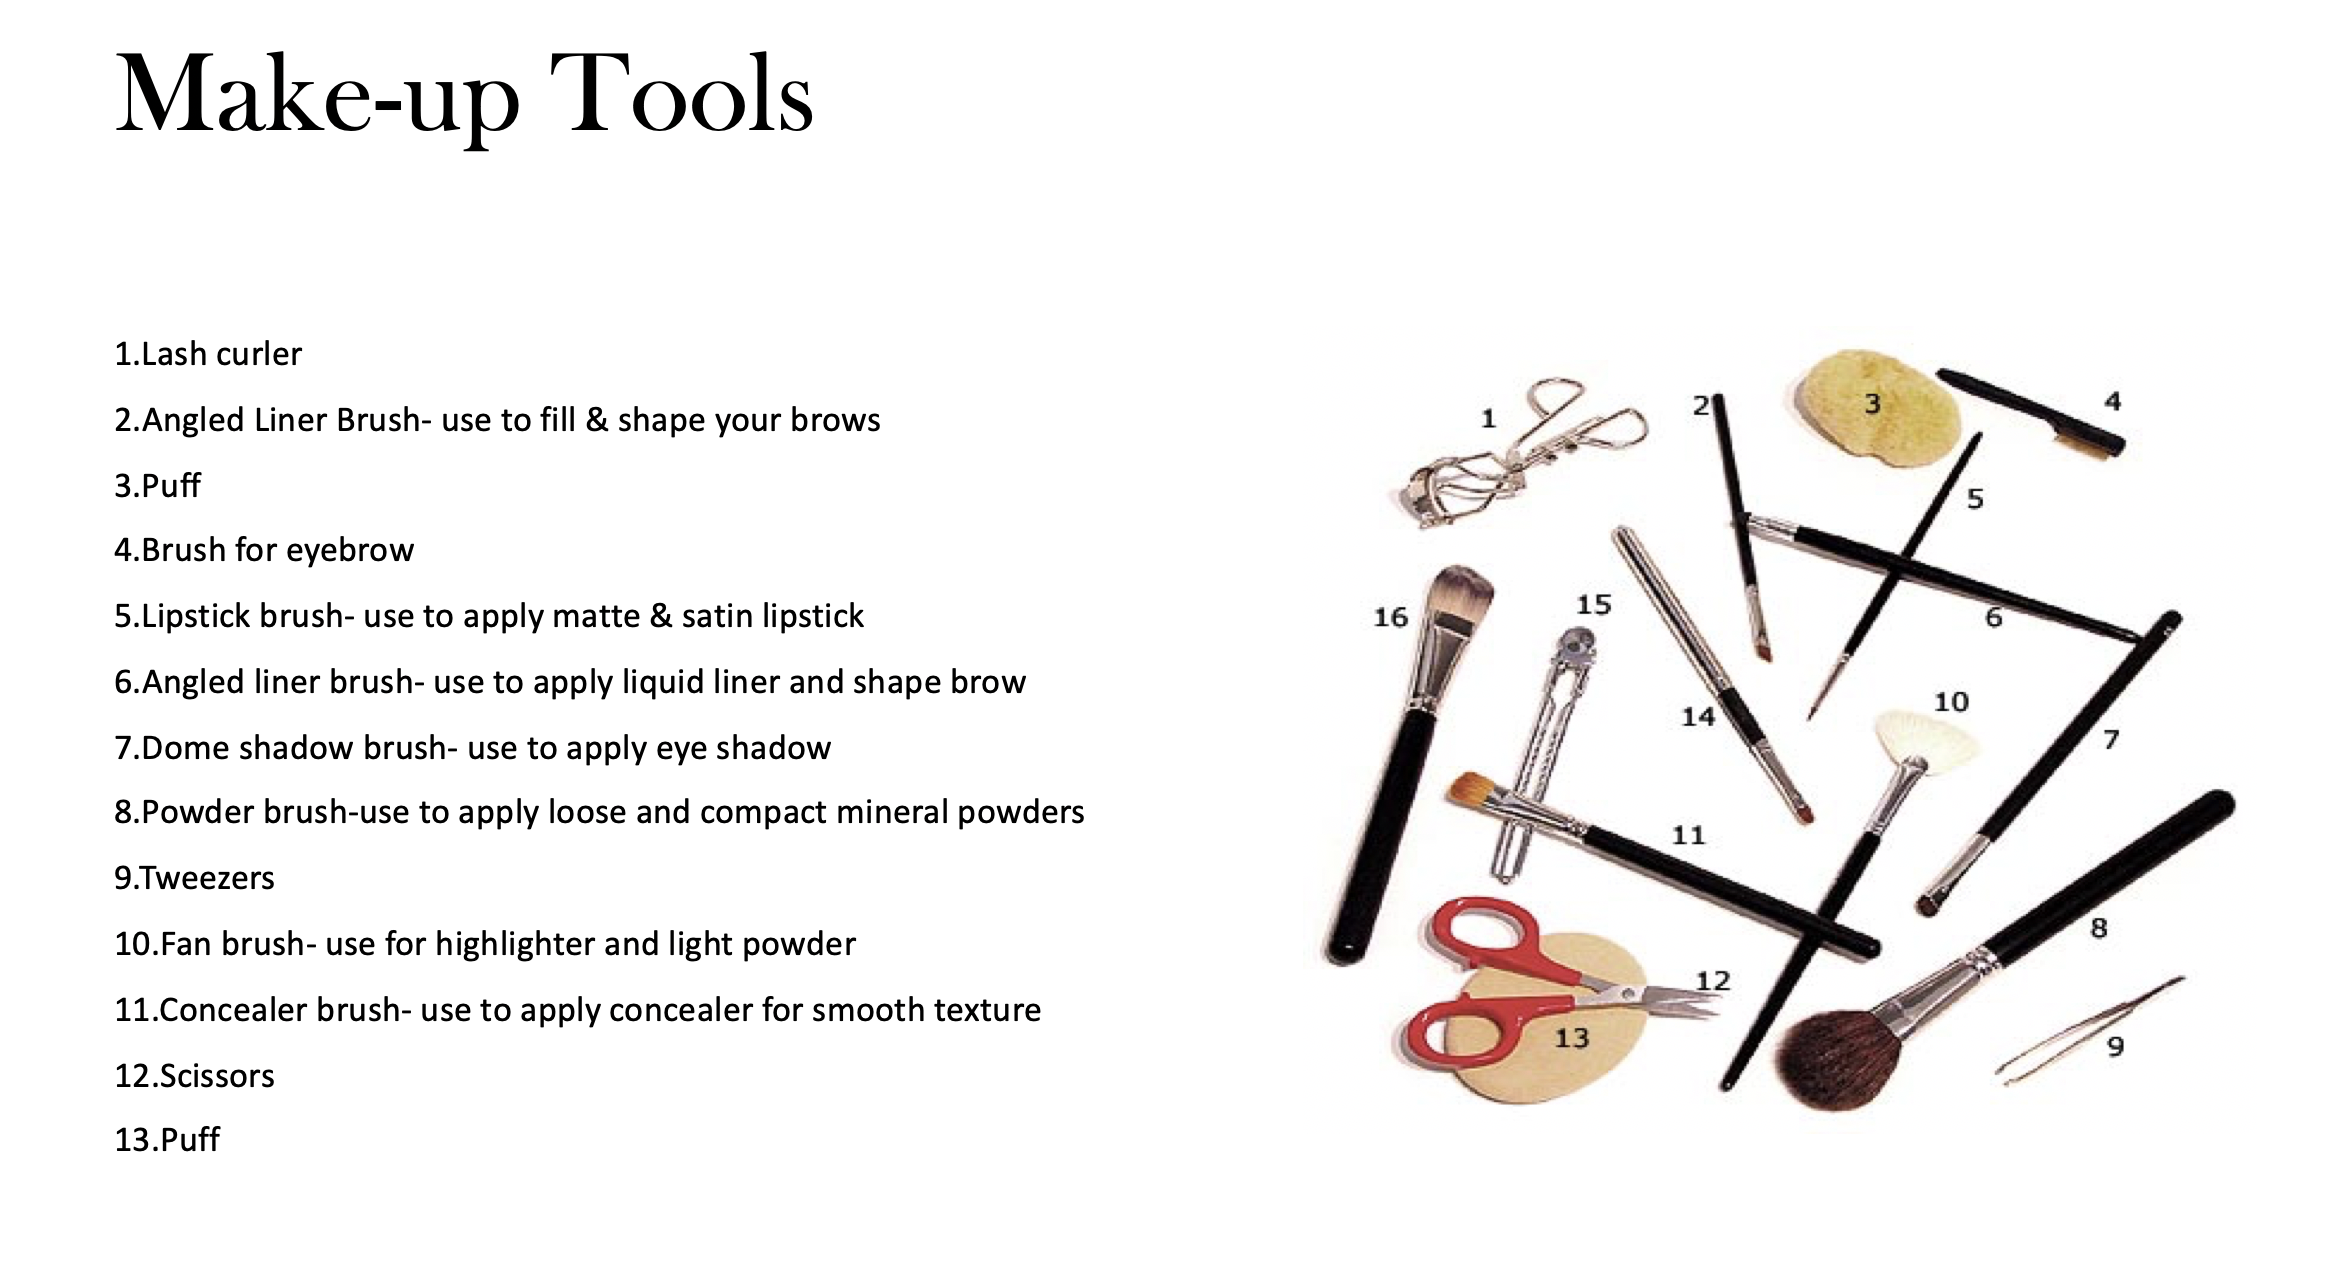 Make-up Tools
1.Lash curler
2.Angled Liner Brush- use to fill & shape your brows
3.Puff
4.Brush for eyebrow
5.Lipstick brush- use to apply matte & satin lipstick
6.Angled liner brush- use to apply liquid liner and shape brow
7.Dome shadow brush- use to apply eye shadow
8.Powder brush-use to apply loose and compact mineral powders
9.Tweezers
10.Fan brush- use for highlighter and light powder
11.Concealer brush- use to apply concealer for smooth texture
12.Scissors
13.Puff
1
2
3
4
5
6
7
8
9
10
11
12
13
14
15
16